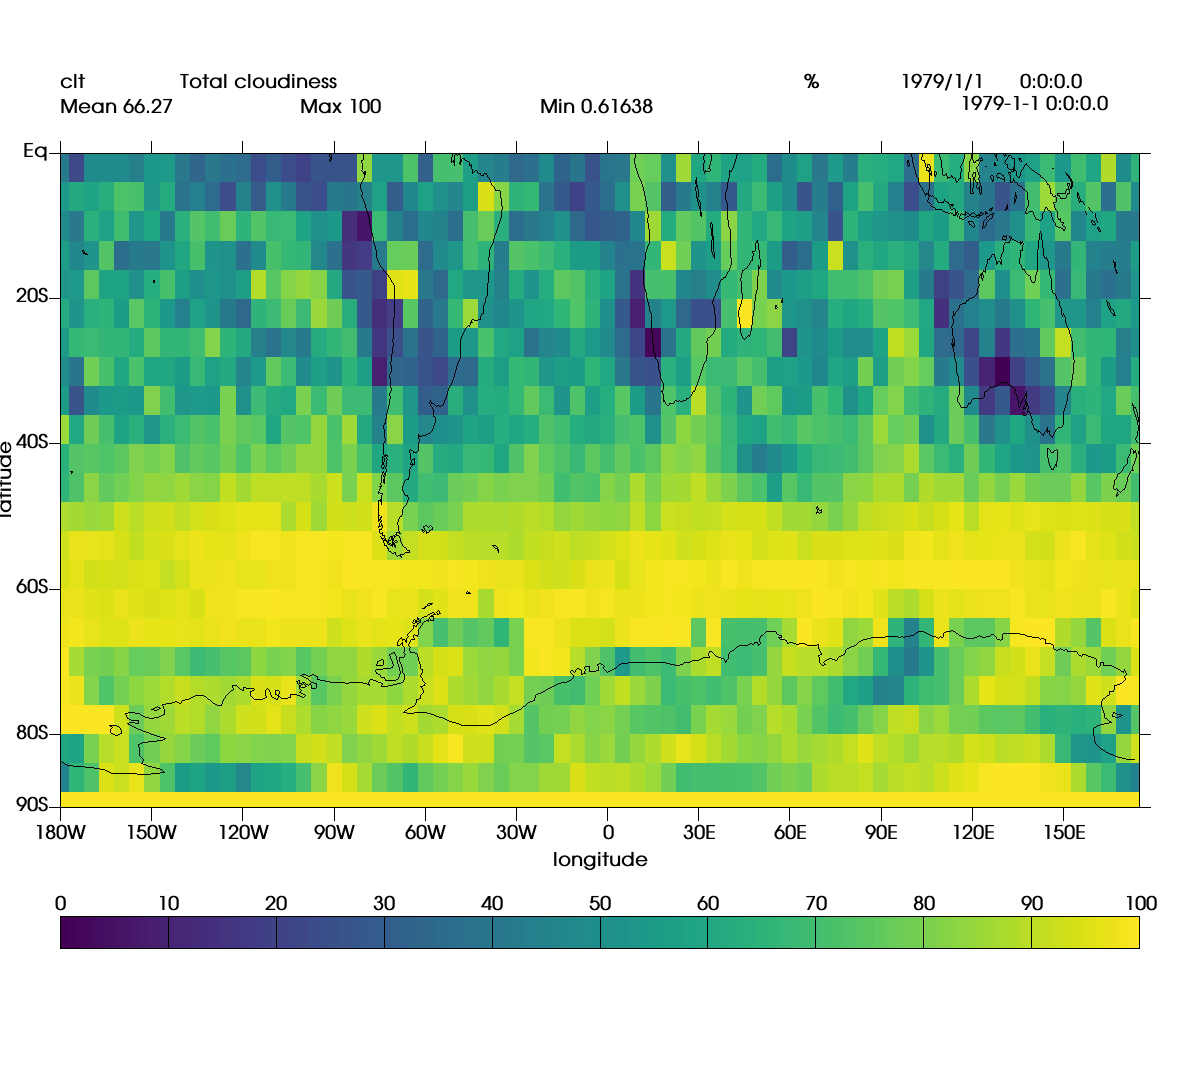 clt Total cloudiness % 1979/1/1 0:0:0.0
Mean 66.27 Max 100 Min 0.61638 1979-1-1 0:0:0.0
Eq
20S
40S
latitude
60S
80S
90S
180W 150W 120W 90W 60W 30W 0 30E 60E 90E 120E 150E
longitude
0 10 20 30 40 50 60 70 80 90 100